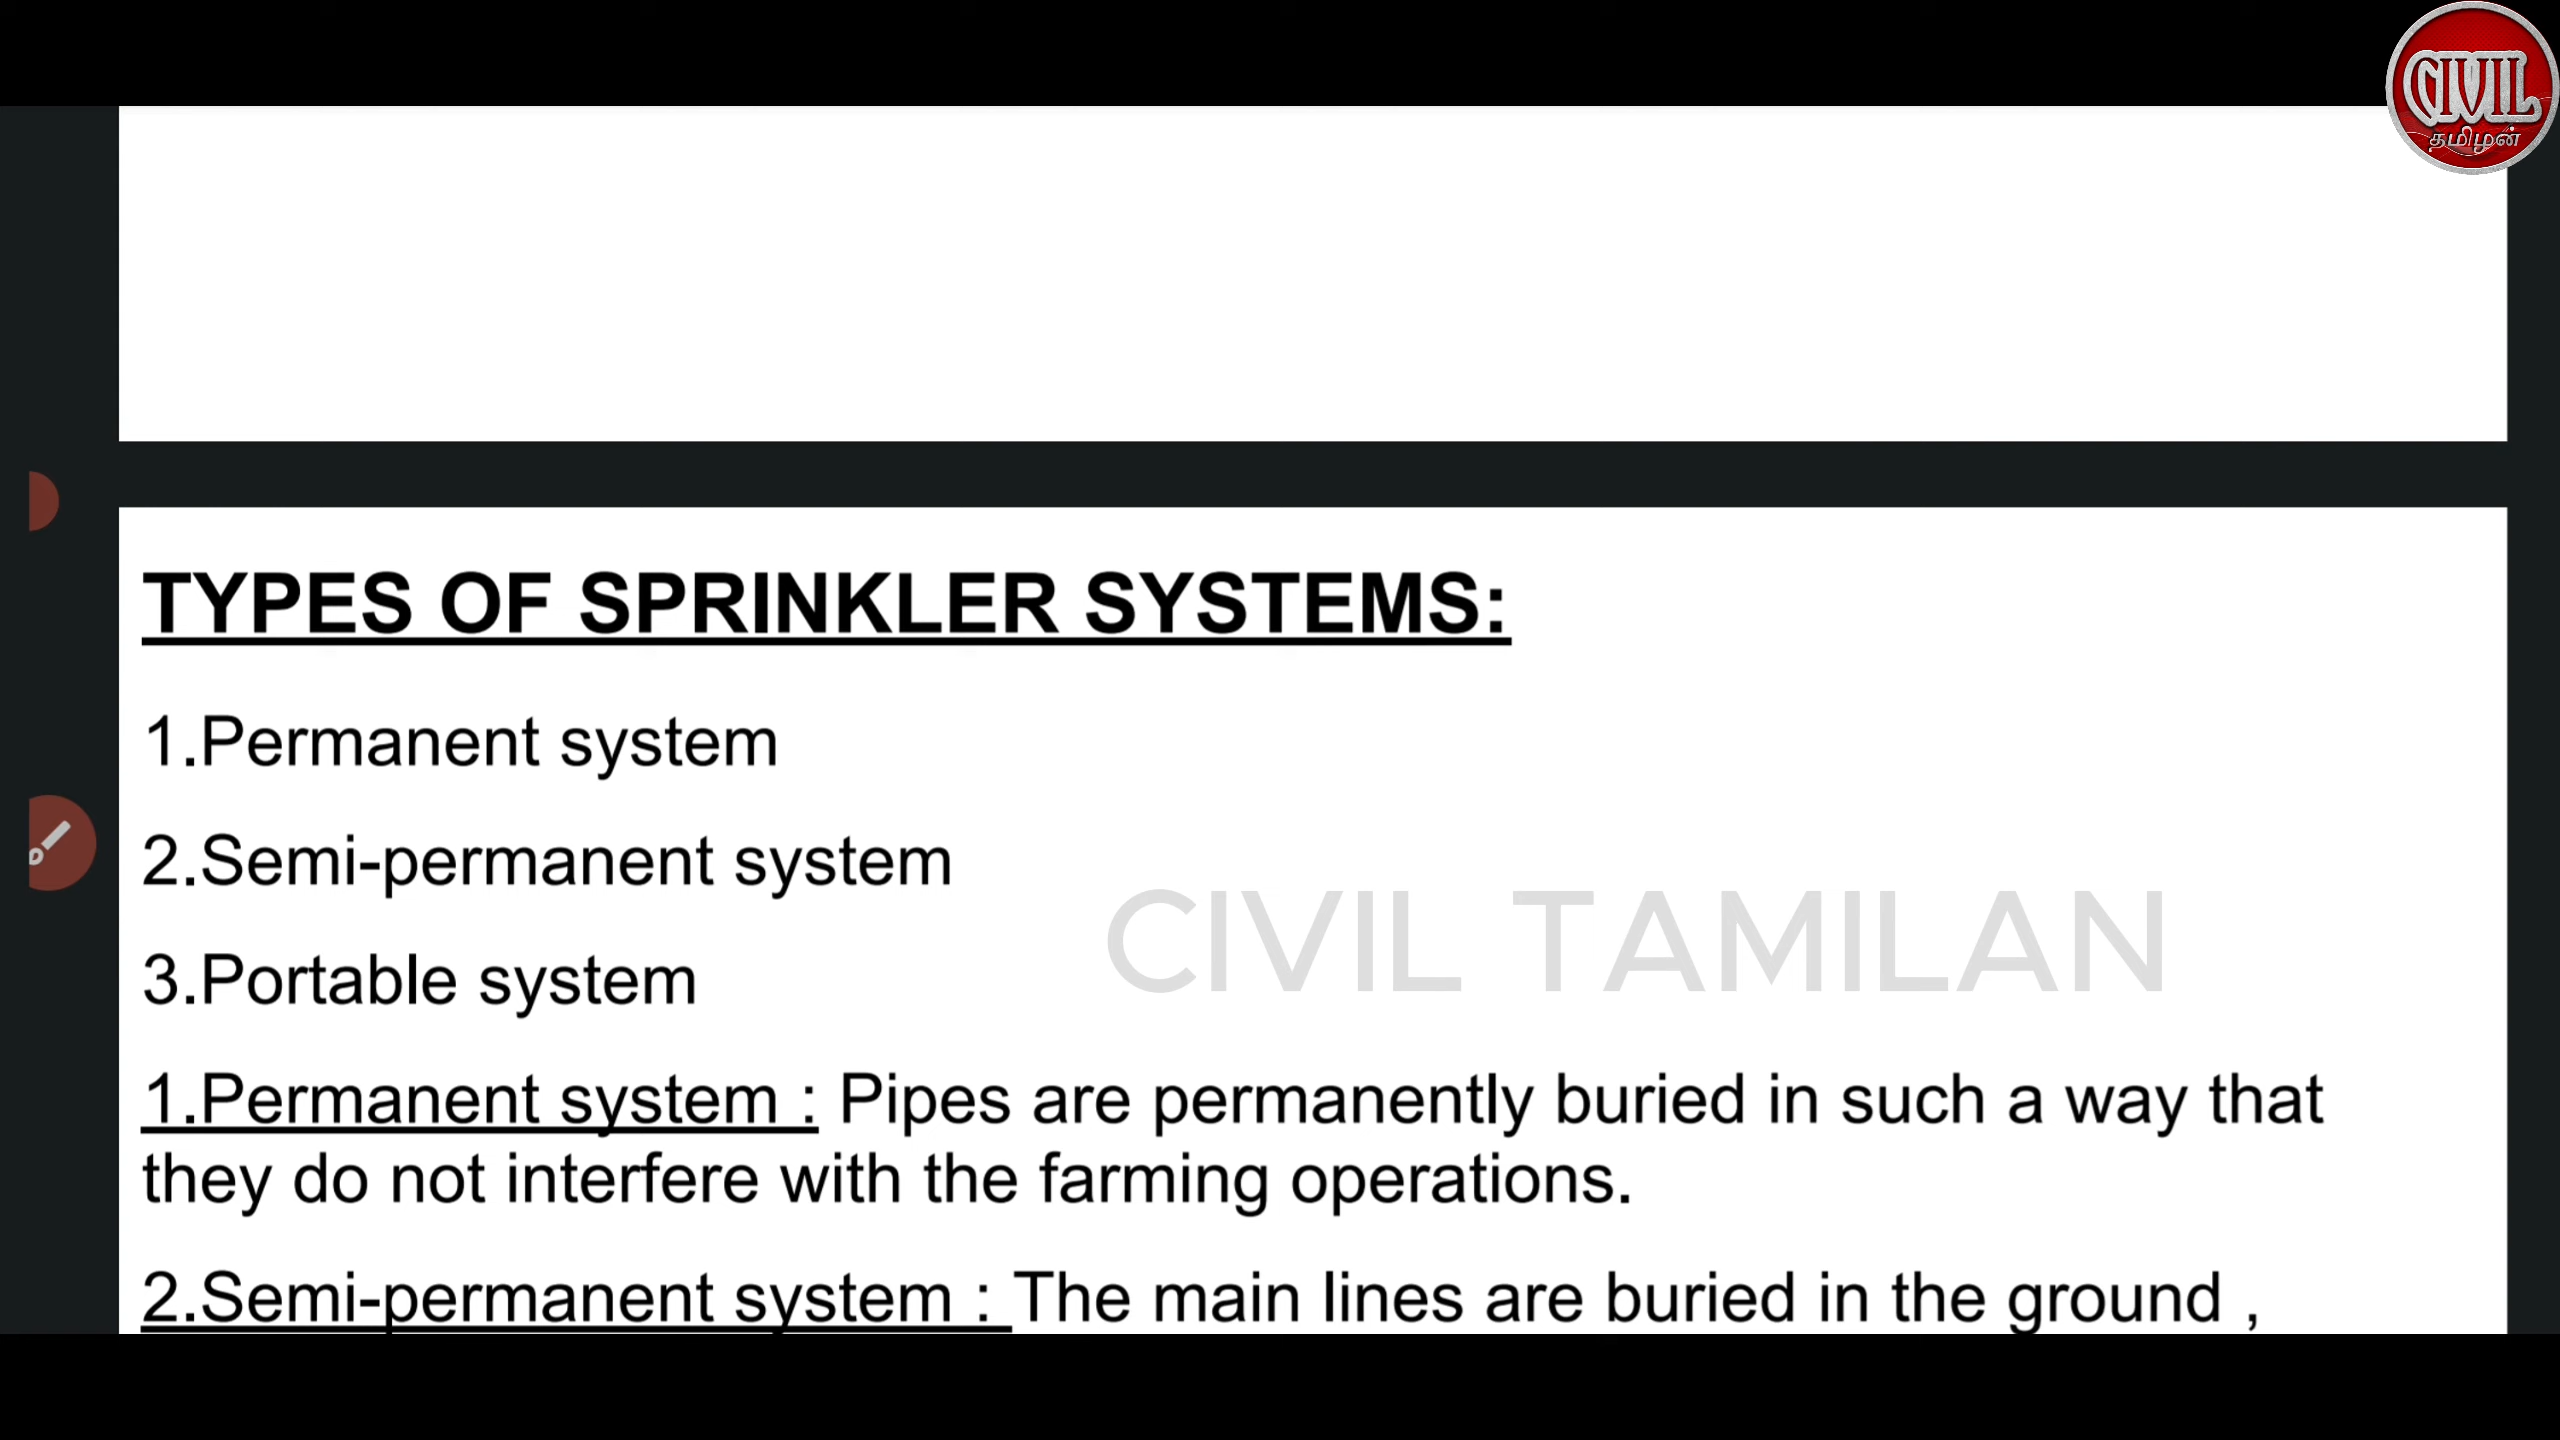 CIVIL
தமிழன்
TYPES OF SPRINKLER SYSTEMS:
1.Permanent system
2.Semi-permanent system
3.Portable system
CIVIL TAMILAN
1.Permanent system : Pipes are permanently buried in such a way that
they do not interfere with the farming operations.
2.Semi-permanent system : The main lines are buried in the ground ,